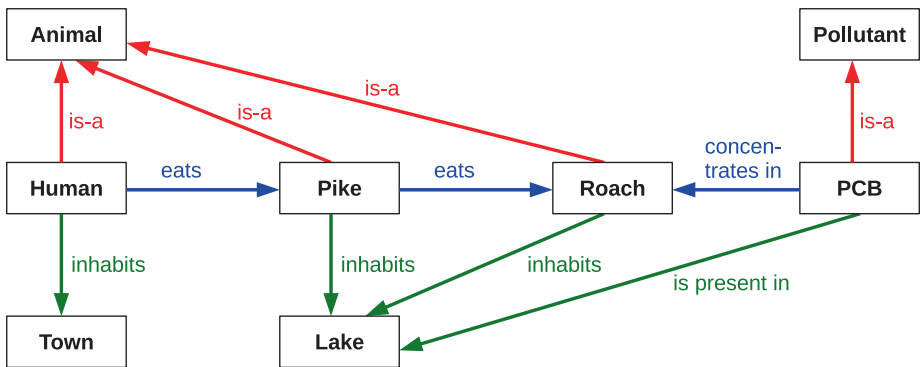 Animal
Pollutant
is-a
is-a
is-a
is-a
Human
eats
Pike
eats
Roach
concen-
trates in
PCB
inhabits
inhabits
inhabits
is present in
Town
Lake